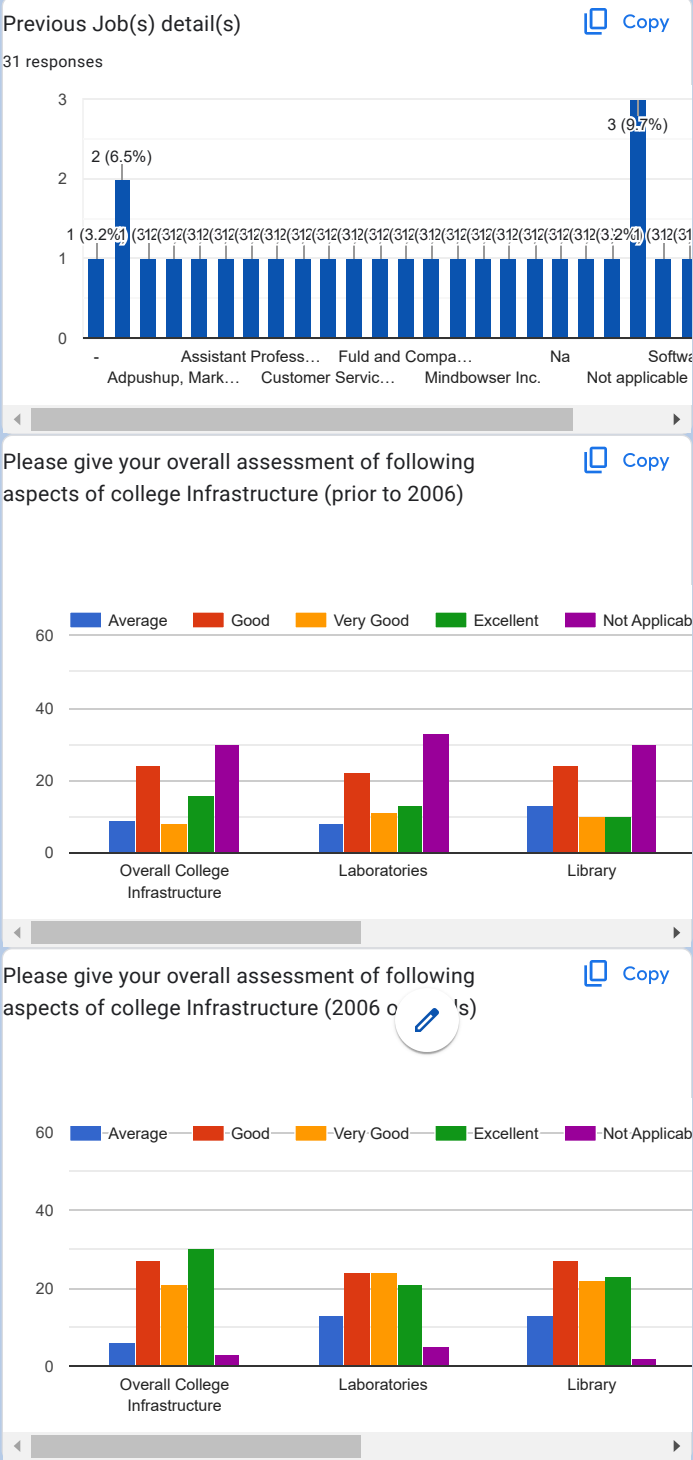 Previous Job(s) detail(s)
Copy
31 responses
3
3 (9.7%)
2 (6.5%)
2
1 (3.2%)
1
0
-
Assistant Profess…
Fuld and Compa…
Na
Softwa
Adpushup, Mark…
Customer Servic…
Mindbowser Inc.
Not applicable
Please give your overall assessment of following
Copy
aspects of college Infrastructure (prior to 2006)
Average Good Very Good Excellent Not Applicab
60
40
20
0
Overall College
Infrastructure
Laboratories
Library
Please give your overall assessment of following
Copy
aspects of college Infrastructure (2006 o s)
60 Average Good Very Good Excellent Not Applicab
40
20
0
Overall College
Infrastructure
Laboratories
Library